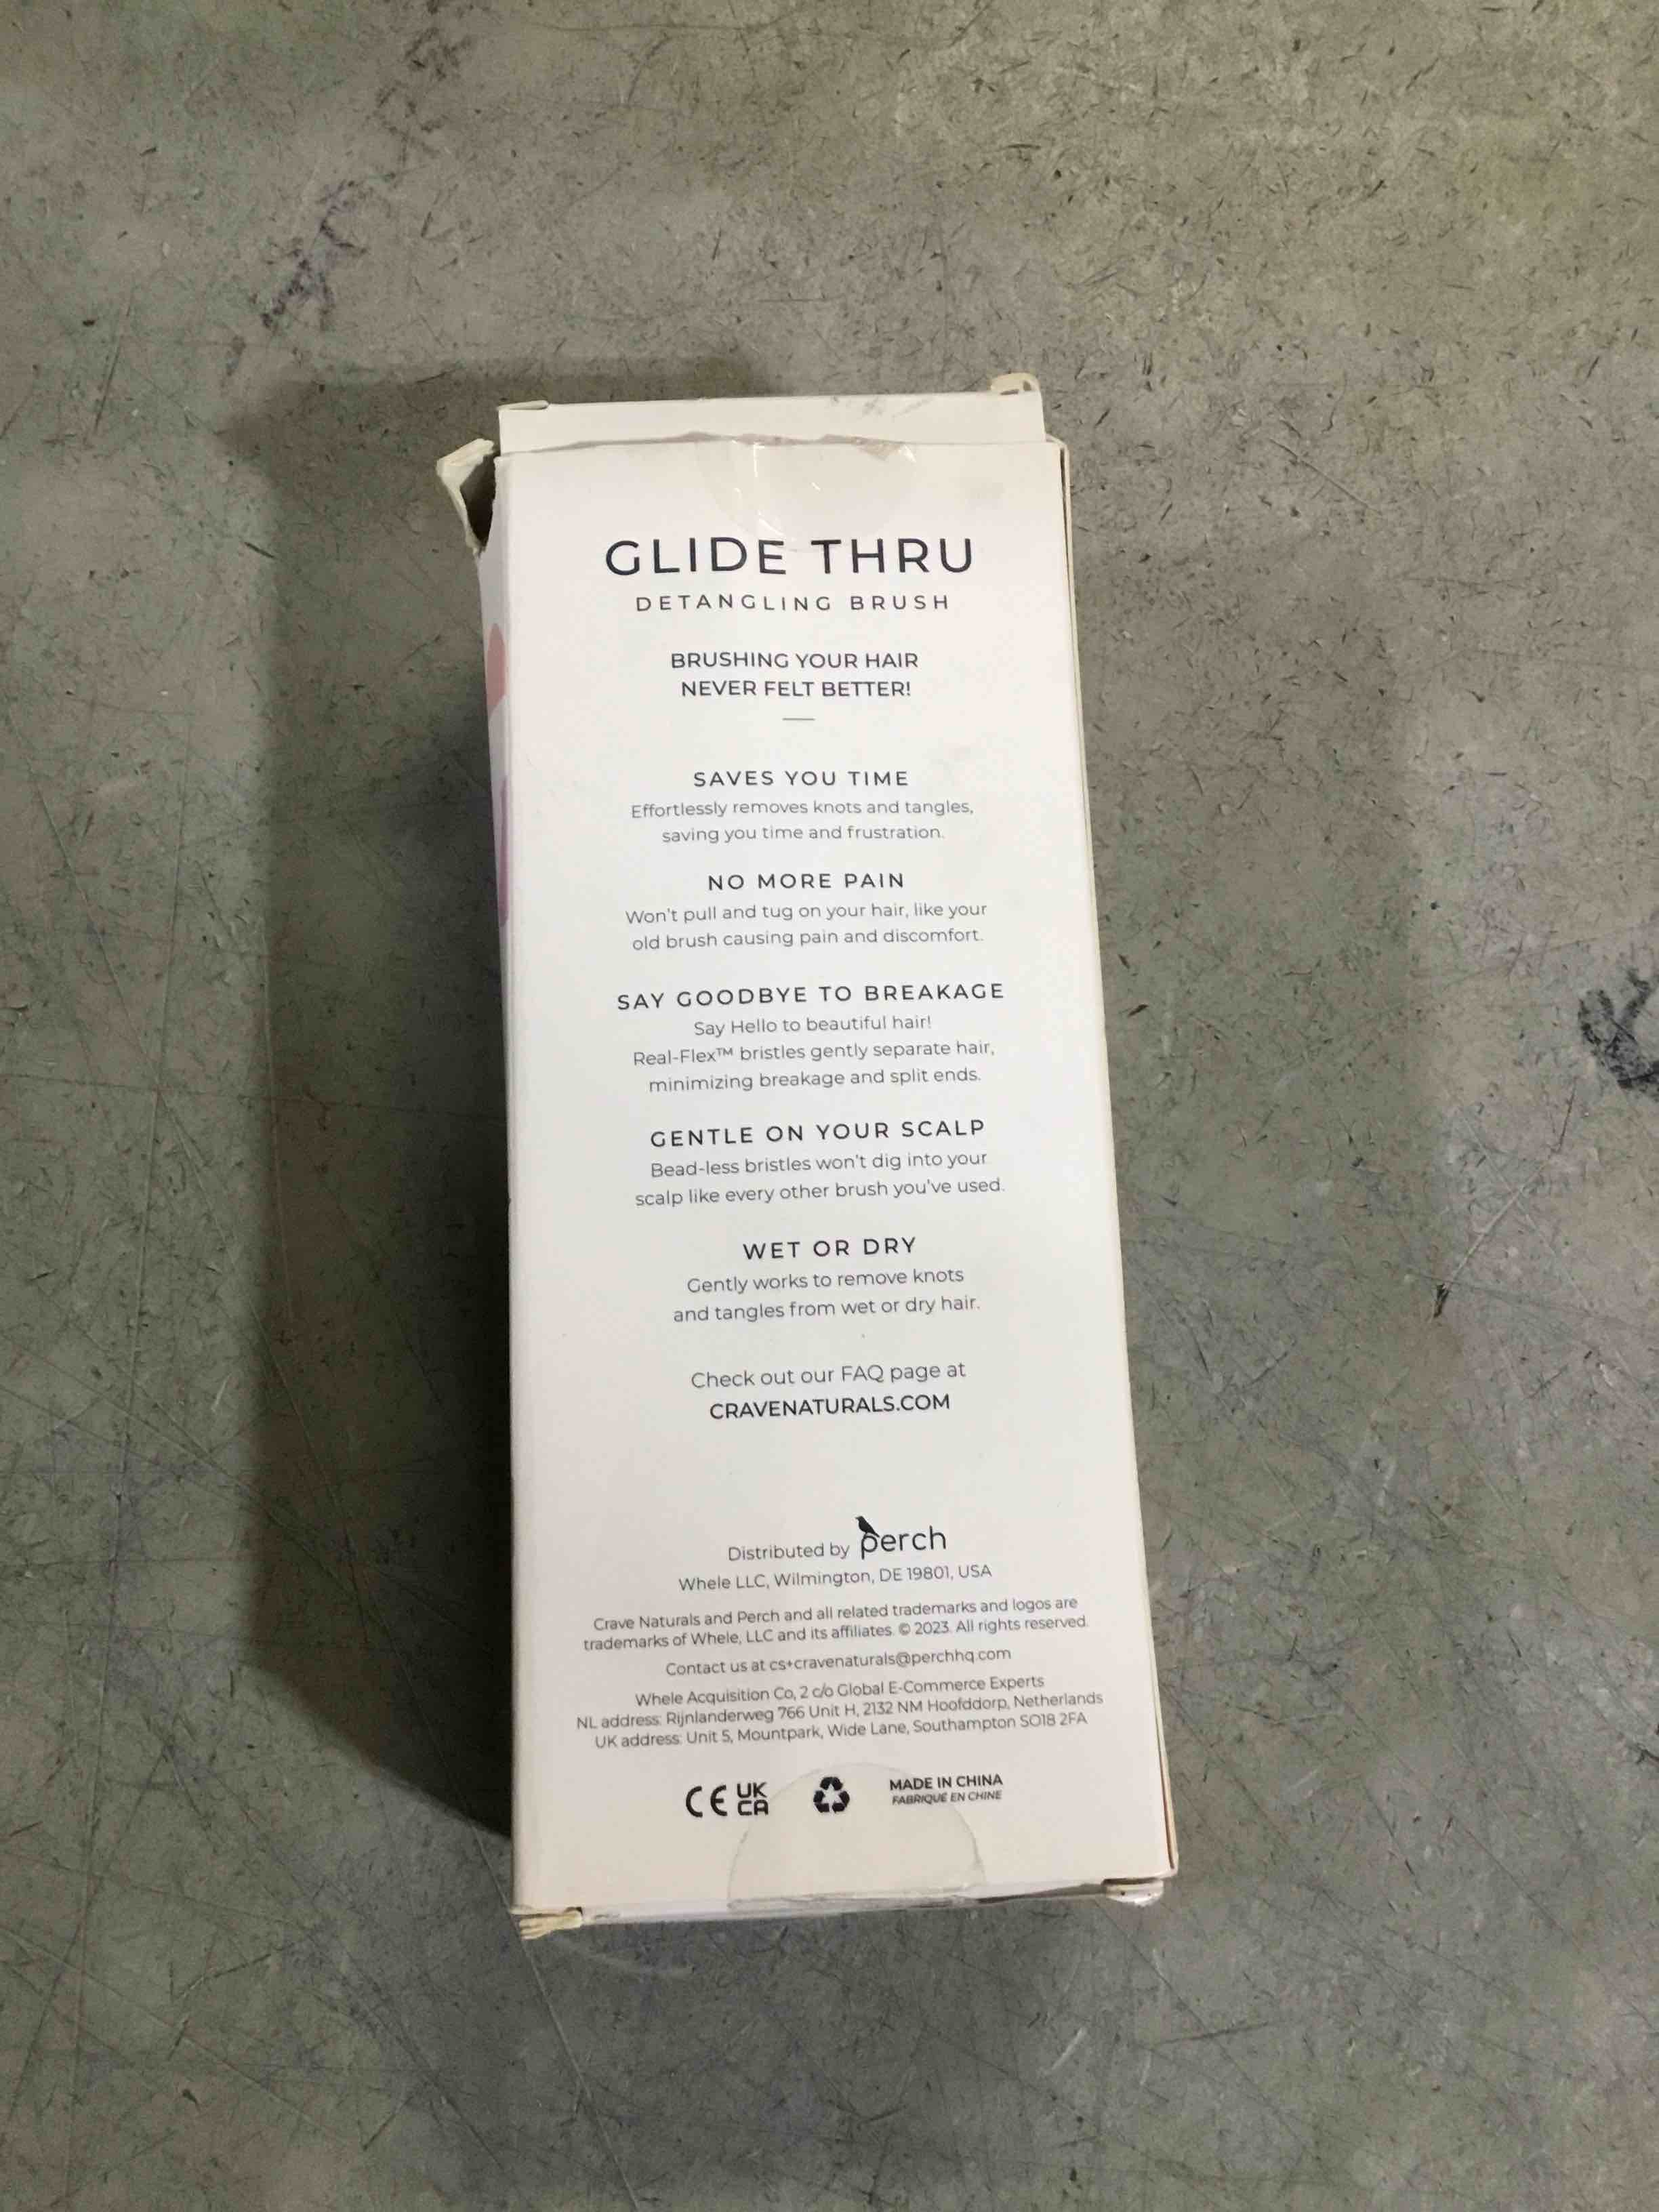 GLIDE THRU
DETANGLING BRUSH
BRUSHING YOUR HAIR
NEVER FELT BETTER!
SAVES YOU TIME
Effortlessly removes knots and tangles,
saving you time and frustration.
NO MORE PAIN
Won't pull and tug on your hair, like your
old brush causing pain and discomfort.
SAY GOODBYE TO BREAKAGE
Say Hello to beautiful hair!
Real-Flex™ bristles gently separate hair,
minimizing breakage and split ends.
GENTLE ON YOUR SCALP
Bead-less bristles won't dig into your
scalp like every other brush you've used.
WET OR DRY
Gently works to remove knots
and tangles from wet or dry hair.
Check out our FAQ page at
CRAVENATURALS.COM
Distributed by perch
Whele LLC, Wilmington, DE 19801, USA
Crave Naturals and Perch and all related trademarks and logos are
trademarks of Whele, LLC and its affiliates. © 2023. All rights reserved.
Contact us at cs+cravenaturals@perchhq.com
Whele Acquisition Co, 2 c/o Global E-Commerce Experts
NL address: Rijnlanderweg 766 Unit H, 2132 NM Hoofddorp, Netherlands
UK address: Unit 5, Mountpark, Wide Lane, Southampton SO18 2FA
CE UK CA MADE IN CHINA
FABRIQUÉ EN CHINE